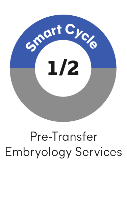 Smart Cycle
1/2
Pre-Transfer
Embryology Services